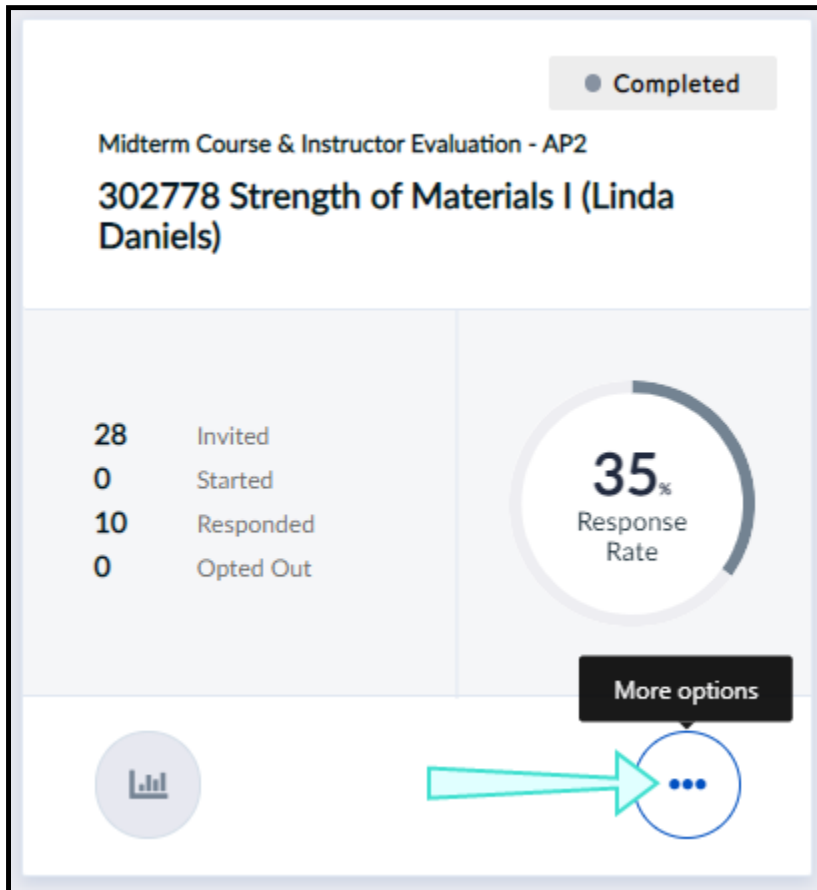 Completed
Midterm Course & Instructor Evaluation - AP2
302778 Strength of Materials I (Linda
Daniels)
28 Invited
0 Started
10 Responded
0 Opted Out
35%
Response
Rate
More options